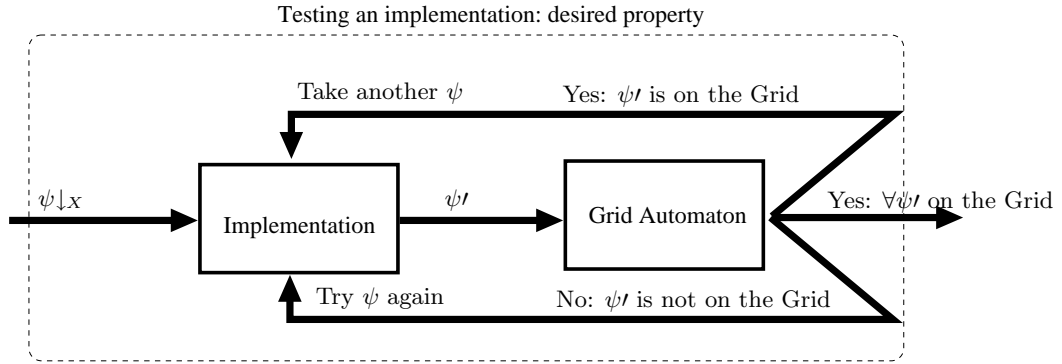 Testing an implementation: desired property
Take another ψ
Yes: ψ′ is on the Grid
ψ↓X
Implementation
ψ′
Grid Automaton
Yes: ∀ψ′ on the Grid
Try ψ again
No: ψ′ is not on the Grid